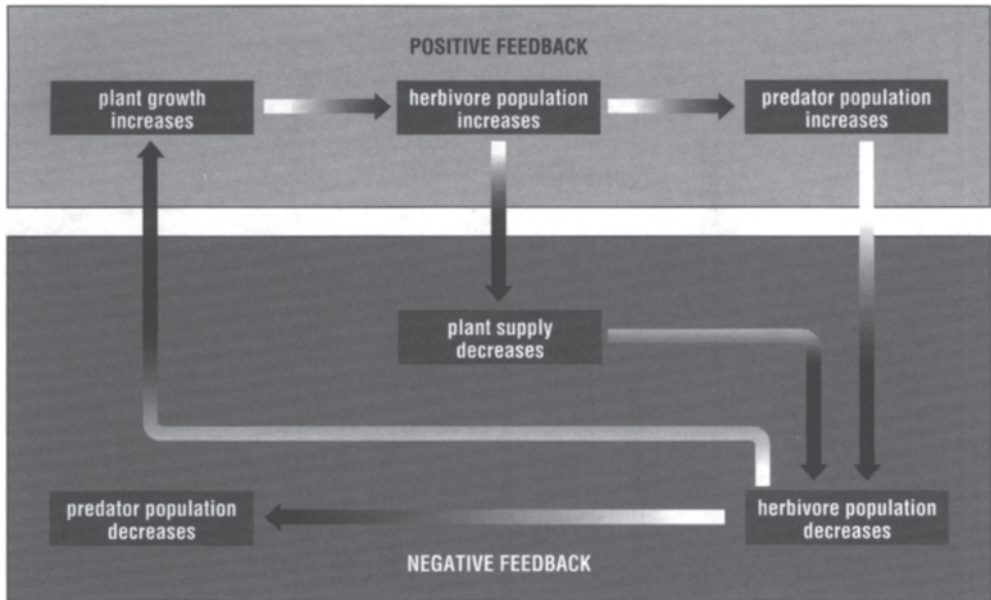 POSITIVE FEEDBACK
plant growth
increases
herbivore population
increases
predator population
increases
plant supply
decreases
predator population
decreases
herbivore population
decreases
NEGATIVE FEEDBACK